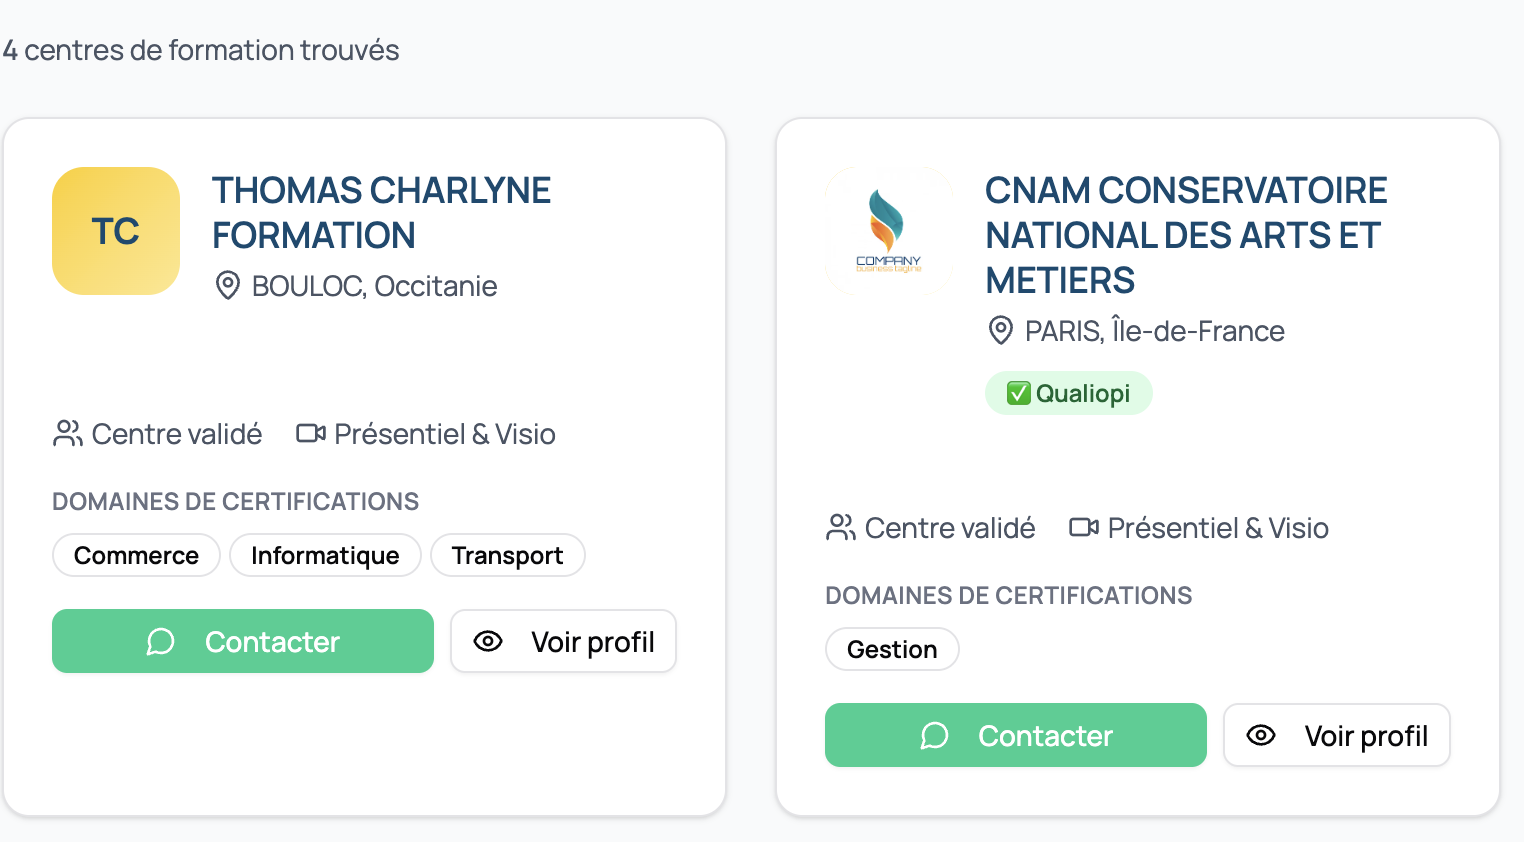 4 centres de formation trouvés
TC
THOMAS CHARLYNE
FORMATION
BOULOC, Occitanie
Centre validé
Présentiel & Visio
DOMAINES DE CERTIFICATIONS
Commerce
Informatique
Transport
Contacter
Voir profil
COMPANY
business tagline
CNAM CONSERVATOIRE
NATIONAL DES ARTS ET
METIERS
PARIS, Île-de-France
✅ Qualiopi
Centre validé
Présentiel & Visio
DOMAINES DE CERTIFICATIONS
Gestion
Contacter
Voir profil